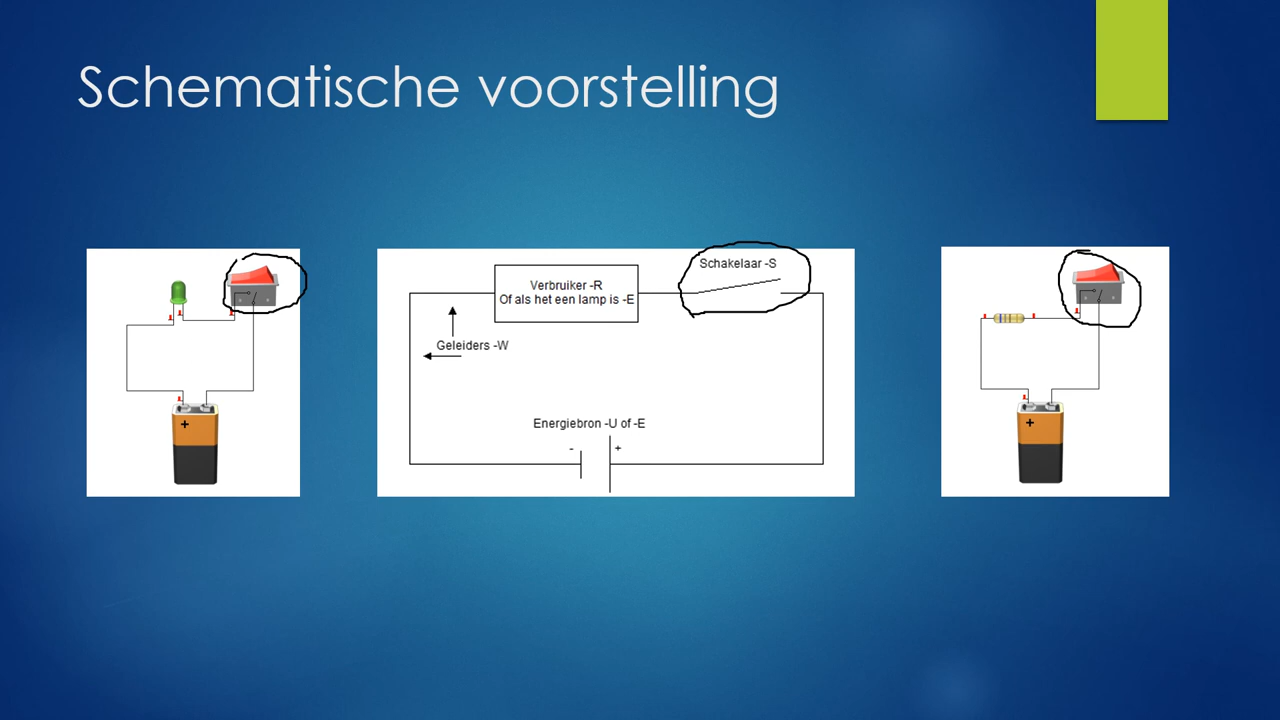 Schematische voorstelling
Schakelaar -S
Verbruiker -R
Of als het een lamp is -E
Geleiders -W
Energiebron -U of -E
- +
+
+